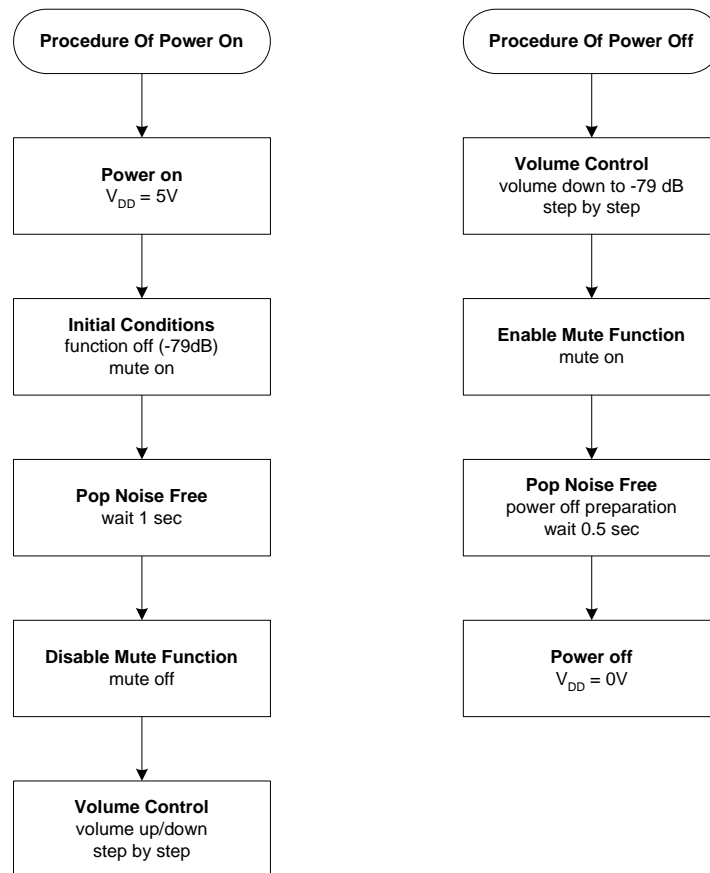 Procedure Of Power On
Power on
V_DD = 5V
Initial Conditions
function off (-79dB)
mute on
Pop Noise Free
wait 1 sec
Disable Mute Function
mute off
Volume Control
volume up/down
step by step
Procedure Of Power Off
Volume Control
volume down to -79 dB
step by step
Enable Mute Function
mute on
Pop Noise Free
power off preparation
wait 0.5 sec
Power off
V_DD = 0V